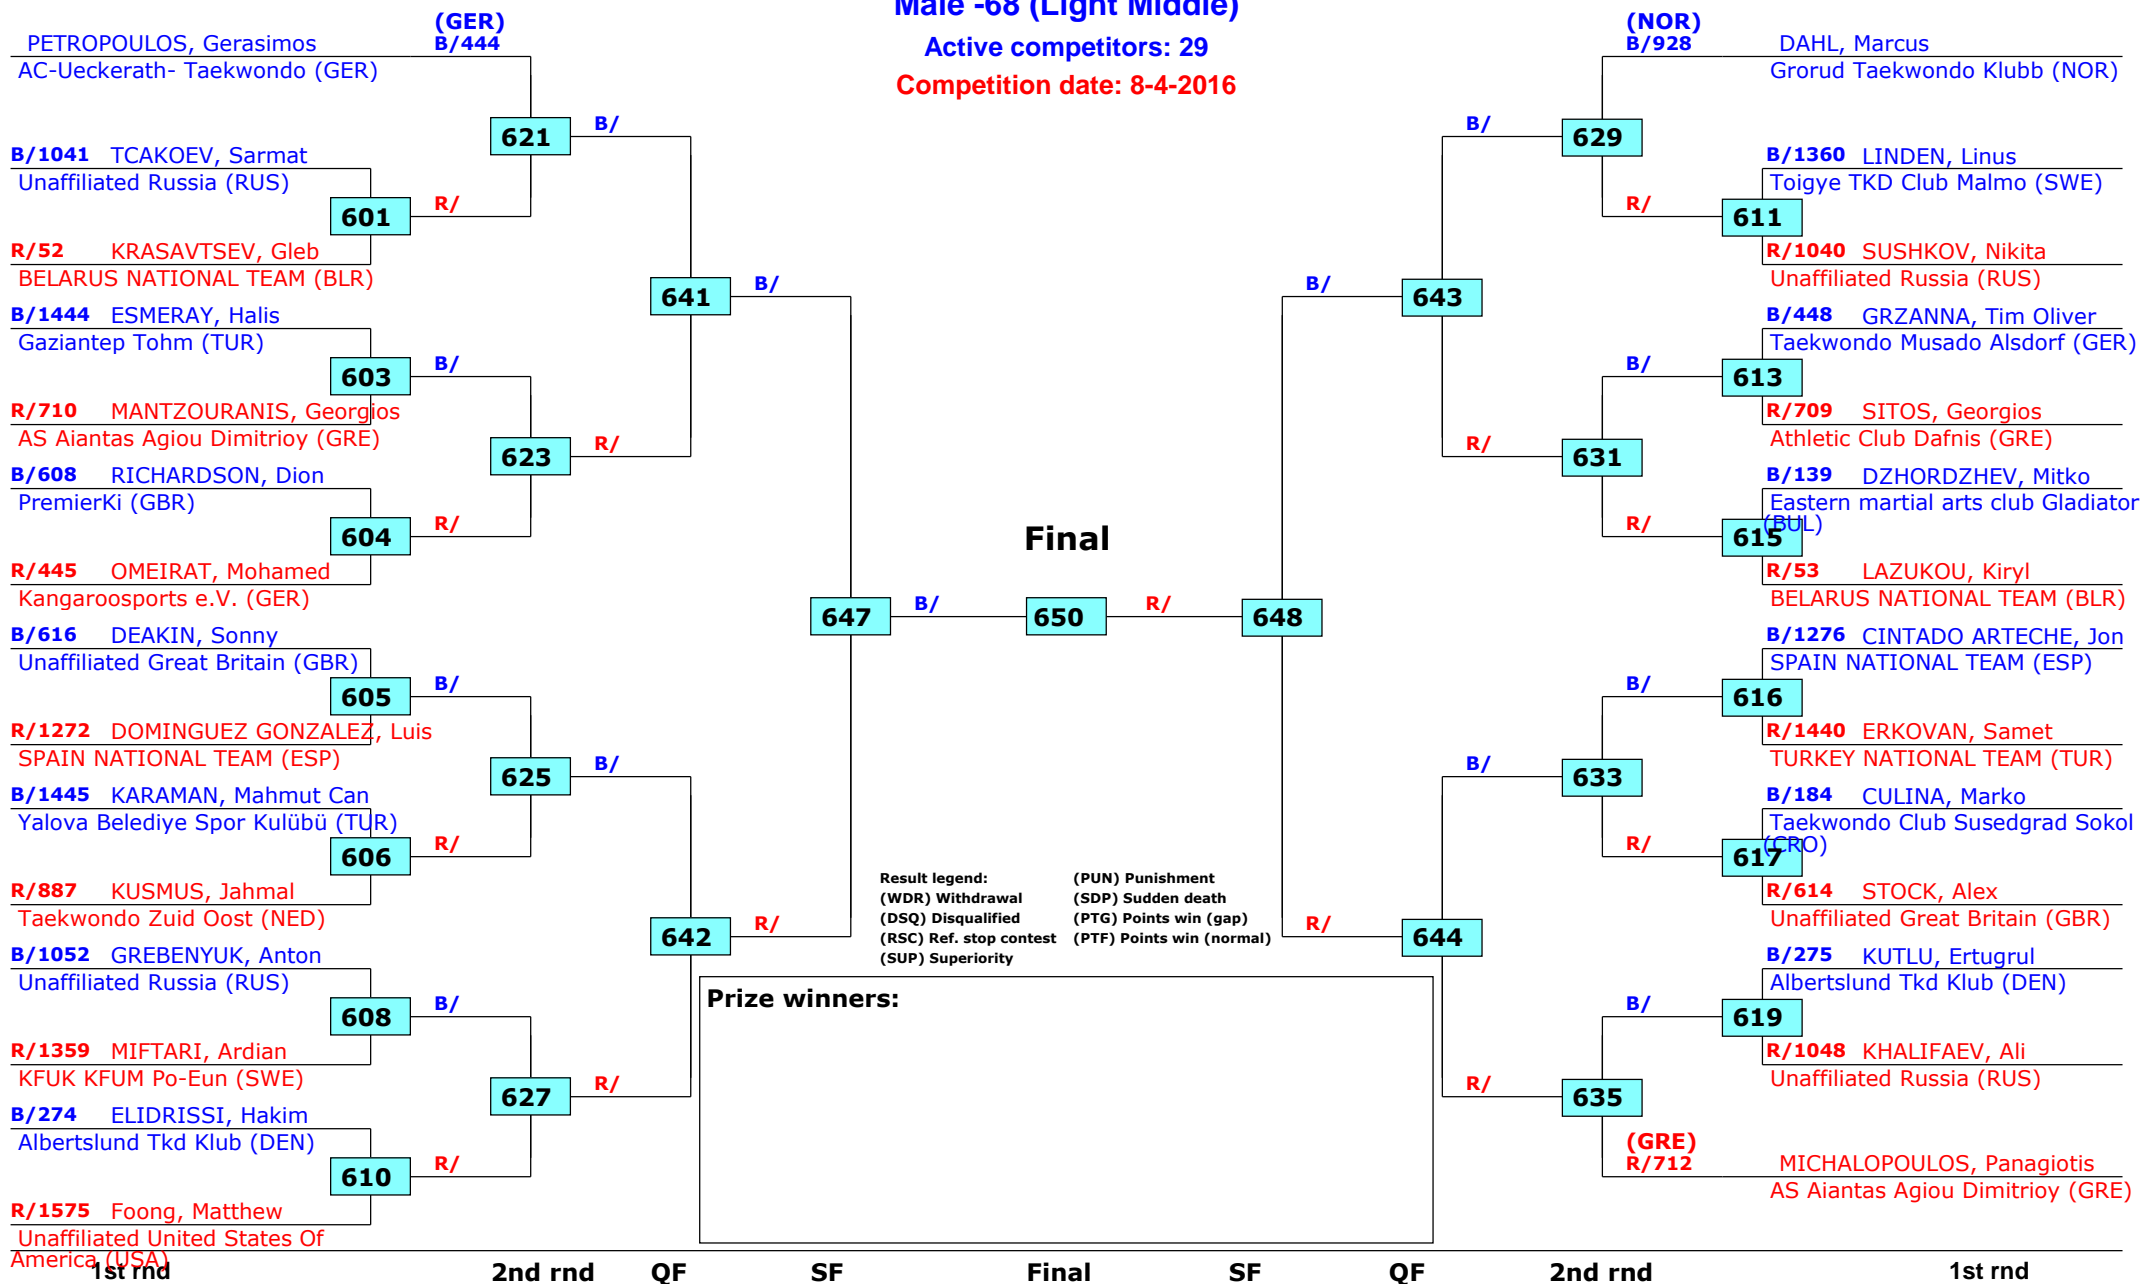 Male -68 (Light Middle)
Active competitors: 29
Competition date: 8-4-2016
(GER)
PETROPOULOS, Gerasimos B/444
AC-Ueckerath- Taekwondo (GER)
621
B/
B/1041 TCAKOEV, Sarmat
Unaffiliated Russia (RUS)
601
R/
R/52 KRASAVTSEV, Gleb
BELARUS NATIONAL TEAM (BLR)
641
B/
B/1444 ESMERAY, Halis
Gaziantep Tohm (TUR)
603
B/
R/710 MANTZOURANIS, Georgios
AS Aiantas Agiou Dimitrioy (GRE)
623
R/
B/608 RICHARDSON, Dion
PremierKi (GBR)
604
R/
R/445 OMEIRAT, Mohamed
Kangaroosports e.V. (GER)
B/616 DEAKIN, Sonny
Unaffiliated Great Britain (GBR)
605
B/
R/1272 DOMINGUEZ GONZALEZ, Luis
SPAIN NATIONAL TEAM (ESP)
625
B/
B/1445 KARAMAN, Mahmut Can
Yalova Belediye Spor Kulübü (TUR)
606
R/
R/887 KUSMUS, Jahmal
Taekwondo Zuid Oost (NED)
642
R/
B/1052 GREBENYUK, Anton
Unaffiliated Russia (RUS)
608
B/
R/1359 MIFTARI, Ardian
KFUK KFUM Po-Eun (SWE)
627
R/
B/274 ELIDRISSI, Hakim
Albertslund Tkd Klub (DEN)
610
R/
R/1575 Foong, Matthew
Unaffiliated United States Of
America (USA)
Final
647
B/
650
R/
648
(NOR)
B/928 DAHL, Marcus
Grorud Taekwondo Klubb (NOR)
B/
629
B/1360 LINDEN, Linus
Toigye TKD Club Malmo (SWE)
R/
611
R/1040 SUSHKOV, Nikita
Unaffiliated Russia (RUS)
B/
643
B/448 GRZANNA, Tim Oliver
Taekwondo Musado Alsdorf (GER)
B/
613
R/709 SITOS, Georgios
Athletic Club Dafnis (GRE)
R/
631
B/139 DZHORDZHEV, Mitko
Eastern martial arts club Gladiator
(BUL)
R/
615
R/53 LAZUKOU, Kiryl
BELARUS NATIONAL TEAM (BLR)
B/1276 CINTADO ARTECHE, Jon
SPAIN NATIONAL TEAM (ESP)
B/
616
R/1440 ERKOVAN, Samet
TURKEY NATIONAL TEAM (TUR)
B/
633
B/184 CULINA, Marko
Taekwondo Club Susedgrad Sokol
(CRO)
R/
617
R/614 STOCK, Alex
Unaffiliated Great Britain (GBR)
R/
644
B/275 KUTLU, Ertugrul
Albertslund Tkd Klub (DEN)
B/
619
R/1048 KHALIFAEV, Ali
Unaffiliated Russia (RUS)
R/
635
(GRE)
R/712 MICHALOPOULOS, Panagiotis
AS Aiantas Agiou Dimitrioy (GRE)
Result legend: (PUN) Punishment
(WDR) Withdrawal (SDP) Sudden death
(DSQ) Disqualified (PTG) Points win (gap)
(RSC) Ref. stop contest (PTF) Points win (normal)
(SUP) Superiority
Prize winners:
1st rnd 2nd rnd QF SF Final SF QF 2nd rnd 1st rnd